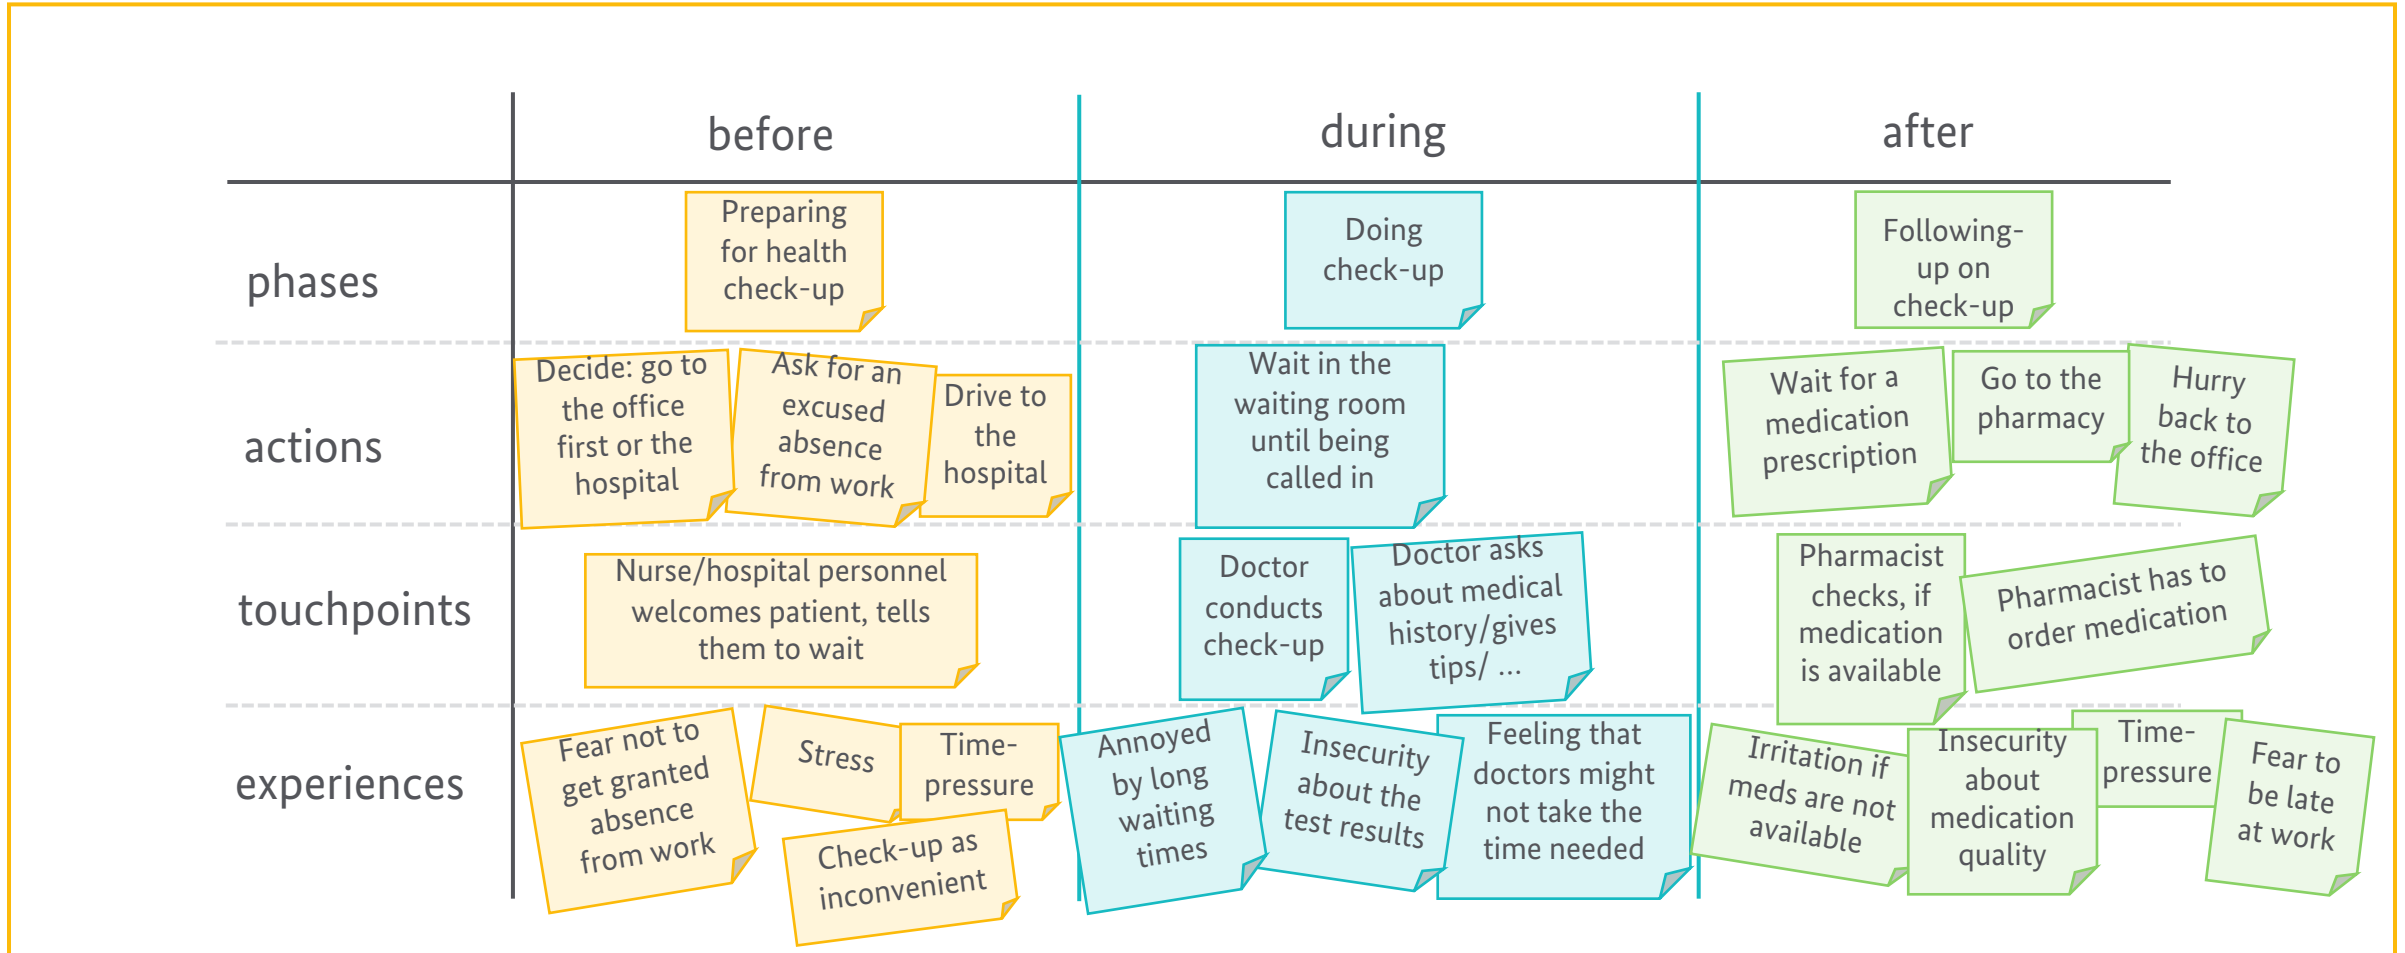 before
during
after
phases
Preparing
for health
check-up
Doing
check-up
Following-
up on
check-up
actions
Decide: go to
the office
first or the
hospital
Ask for an
excused
absence
from work
Drive to
the
hospital
Wait in the
waiting room
until being
called in
Wait for a
medication
prescription
Go to the
pharmacy
Hurry
back to
the office
touchpoints
Nurse/hospital personnel
welcomes patient, tells
them to wait
Doctor
conducts
check-up
Doctor asks
about medical
history/gives
tips/ ...
Pharmacist
checks, if
medication
is available
Pharmacist has to
order medication
experiences
Fear not to
get granted
absence
from work
Stress
Time-
pressure
Check-up as
inconvenient
Annoyed
by long
waiting
times
Insecurity
about the
test results
Feeling that
doctors might
not take the
time needed
Irritation if
meds are not
available
Insecurity
about
medication
quality
Time-
pressure
Fear to
be late
at work